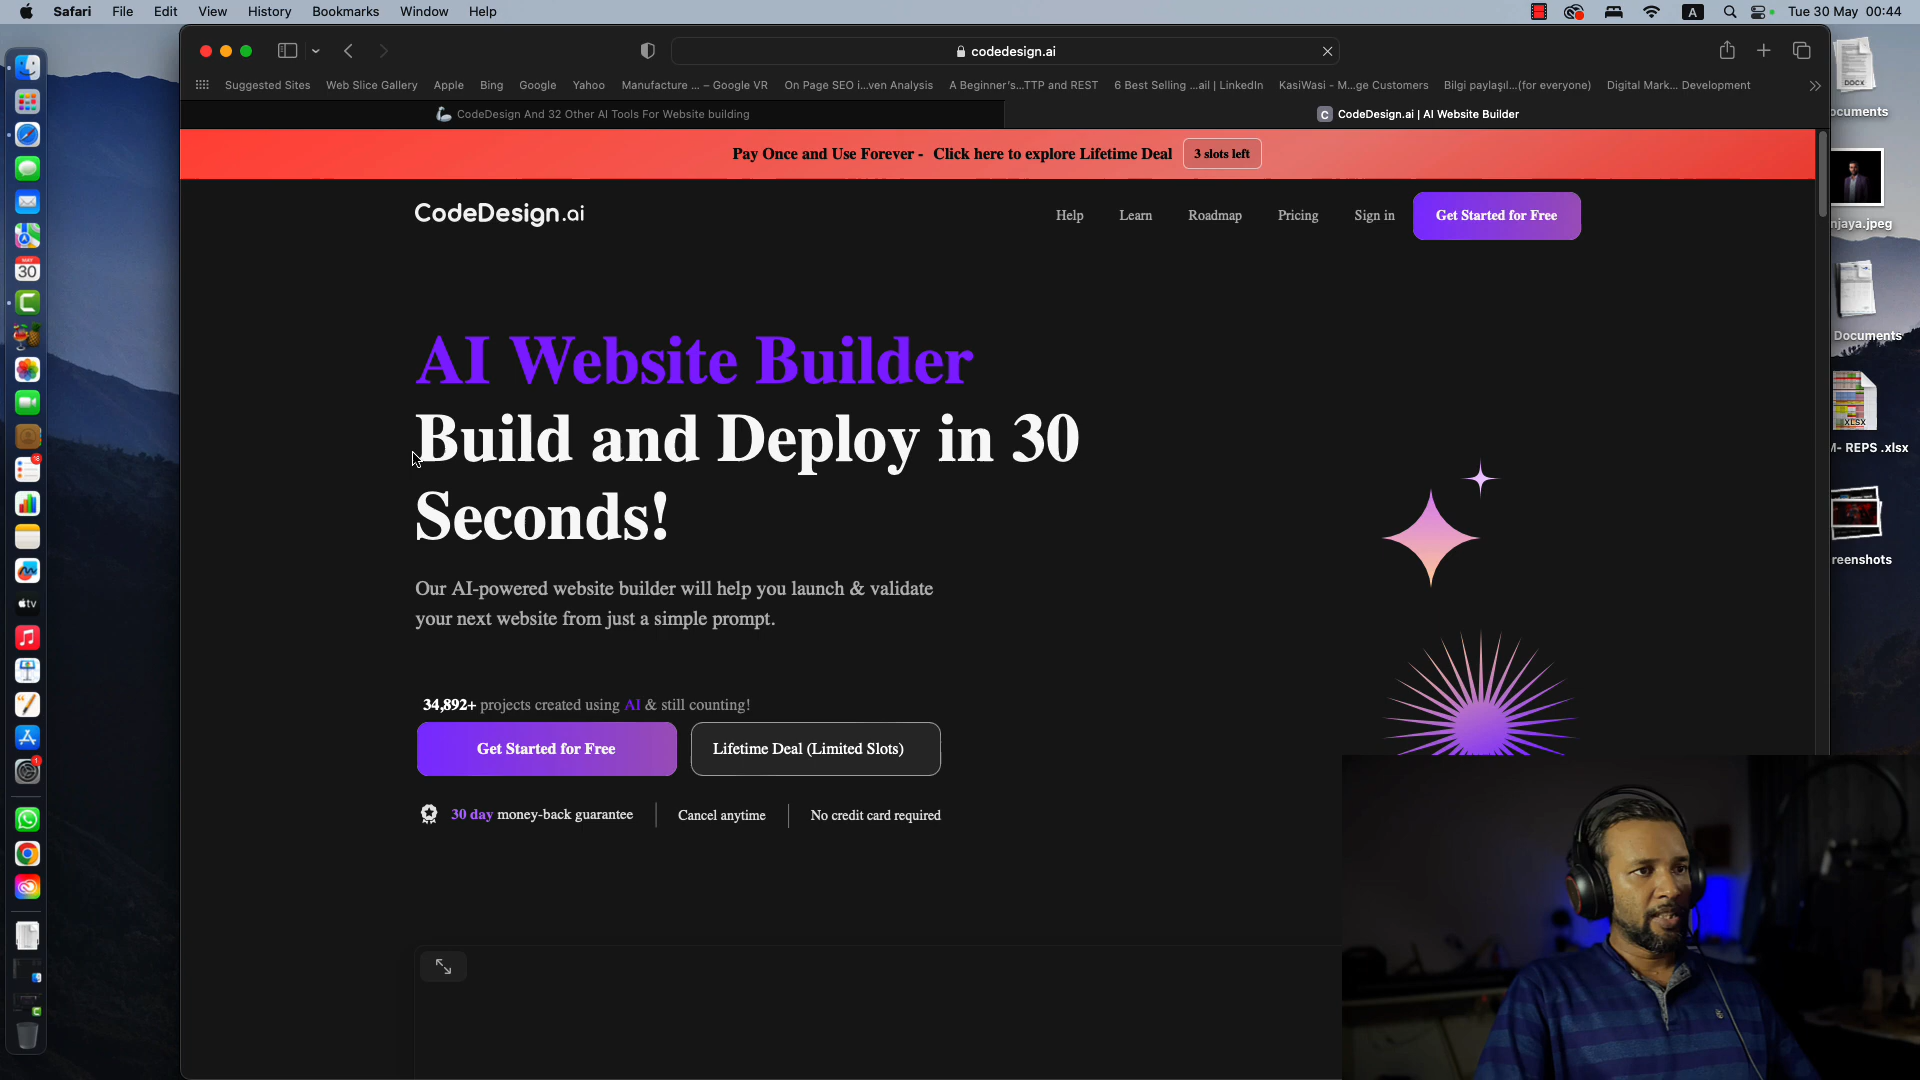 Safari File Edit View History Bookmarks Window Help
A Tue 30 May 00:44
codedesign.ai
Suggested Sites Web Slice Gallery Apple Bing Google Yahoo Manufacture ... – Google VR On Page SEO i...ven Analysis A Beginner's...TTP and REST 6 Best Selling ...ail | LinkedIn KasiWasi – M...ge Customers Bilgi paylaşıl...(for everyone) Digital Mark... Development
CodeDesign And 32 Other AI Tools For Website building
C CodeDesign.ai | AI Website Builder
Pay Once and Use Forever - Click here to explore Lifetime Deal 3 slots left
CodeDesign.ai
Help Learn Roadmap Pricing Sign in Get Started for Free
AI Website Builder
Build and Deploy in 30
Seconds!
Our AI-powered website builder will help you launch & validate
your next website from just a simple prompt.
34,892+ projects created using AI & still counting!
Get Started for Free Lifetime Deal (Limited Slots)
30 day money-back guarantee Cancel anytime No credit card required
DOCX
ocuments
njaya.jpeg
Documents
XLSX
M- REPS .xlsx
reenshots
30
tv